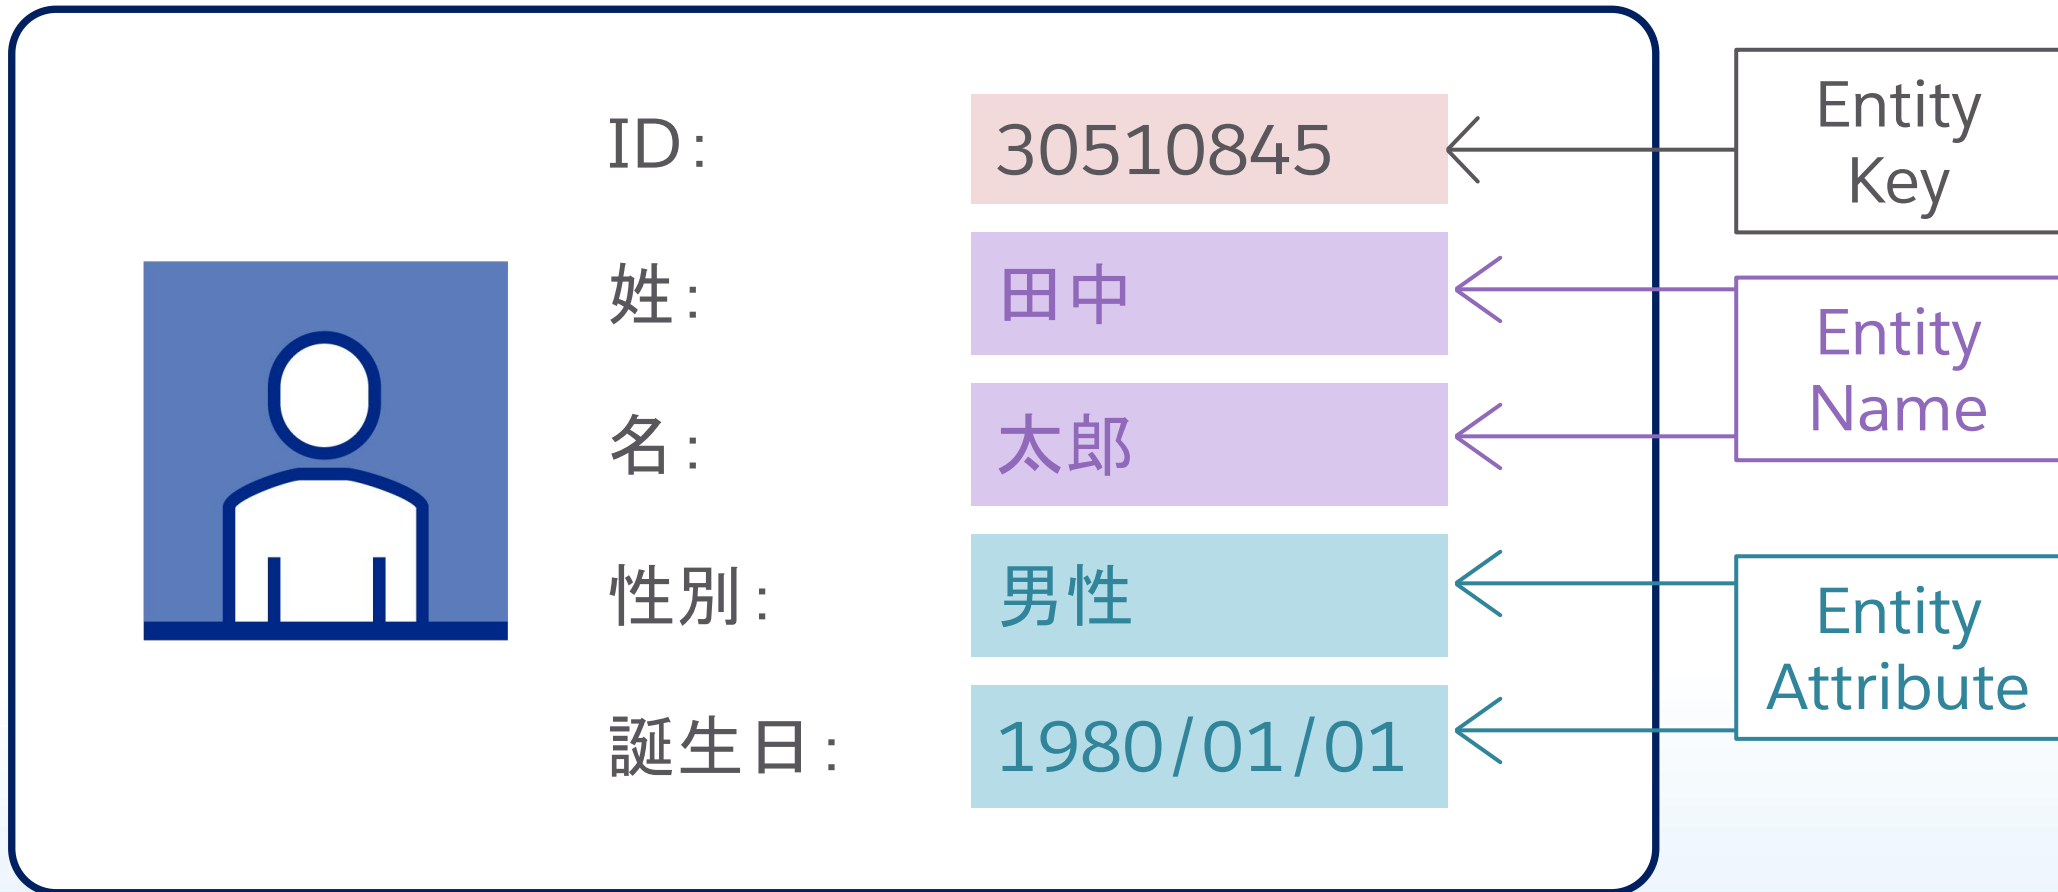 ID:
30510845
姓:
田中
名:
太郎
性別:
男性
誕生日:
1980/01/01
Entity
Key
Entity
Name
Entity
Attribute